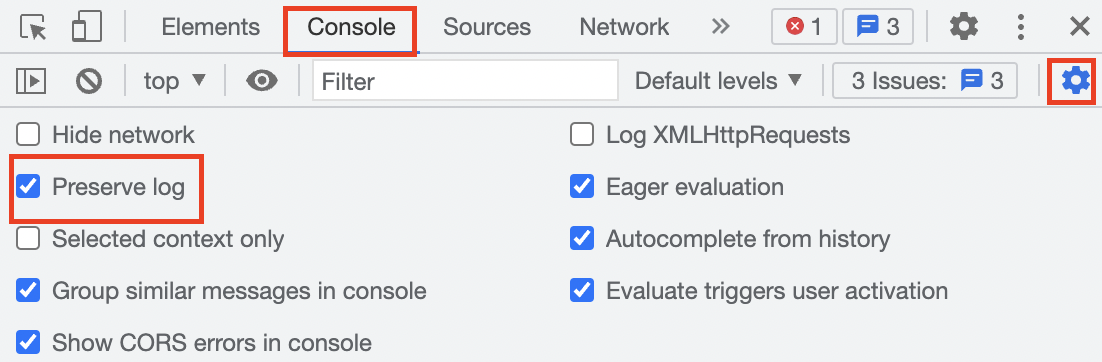 Elements Console Sources Network » 1 3
top Filter Default levels 3 Issues: 3
Hide network Log XMLHttpRequests
Preserve log Eager evaluation
Selected context only Autocomplete from history
Group similar messages in console Evaluate triggers user activation
Show CORS errors in console